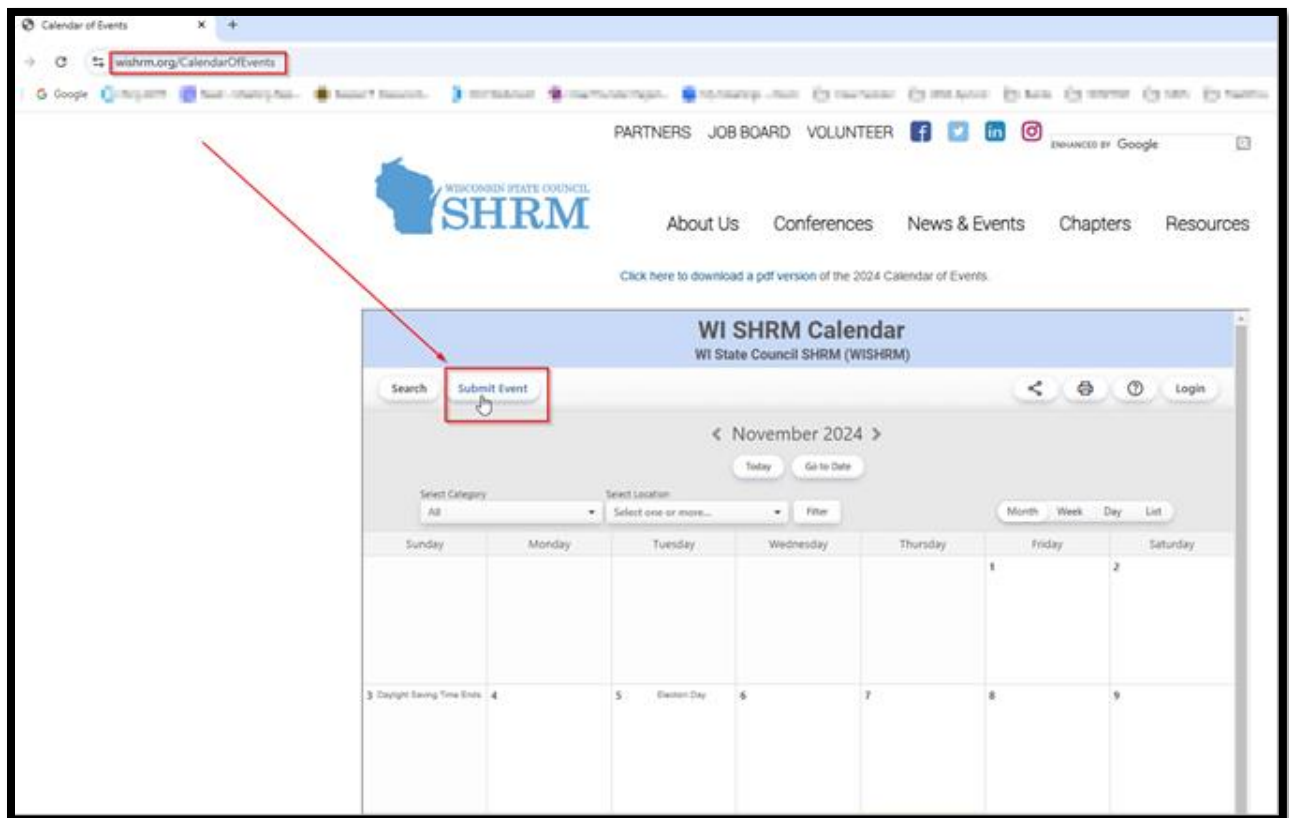 Calendar of Events
wishrm.org/CalendarOfEvents
Google
PARTNERS JOB BOARD VOLUNTEER
ENHANCED BY Google
WISCONSIN STATE COUNCIL
SHRM
About Us Conferences News & Events Chapters Resources
Click here to download a pdf version of the 2024 Calendar of Events.
WI SHRM Calendar
WI State Council SHRM (WISHRM)
Search Submit Event Login
November 2024
Today Go to Date
Select Category Select Location
All Select one or more... Filter Month Week Day List
Sunday Monday Tuesday Wednesday Thursday Friday Saturday
1 2
3 Daylight Saving Time Ends 4 5 Election Day 6 7 8 9